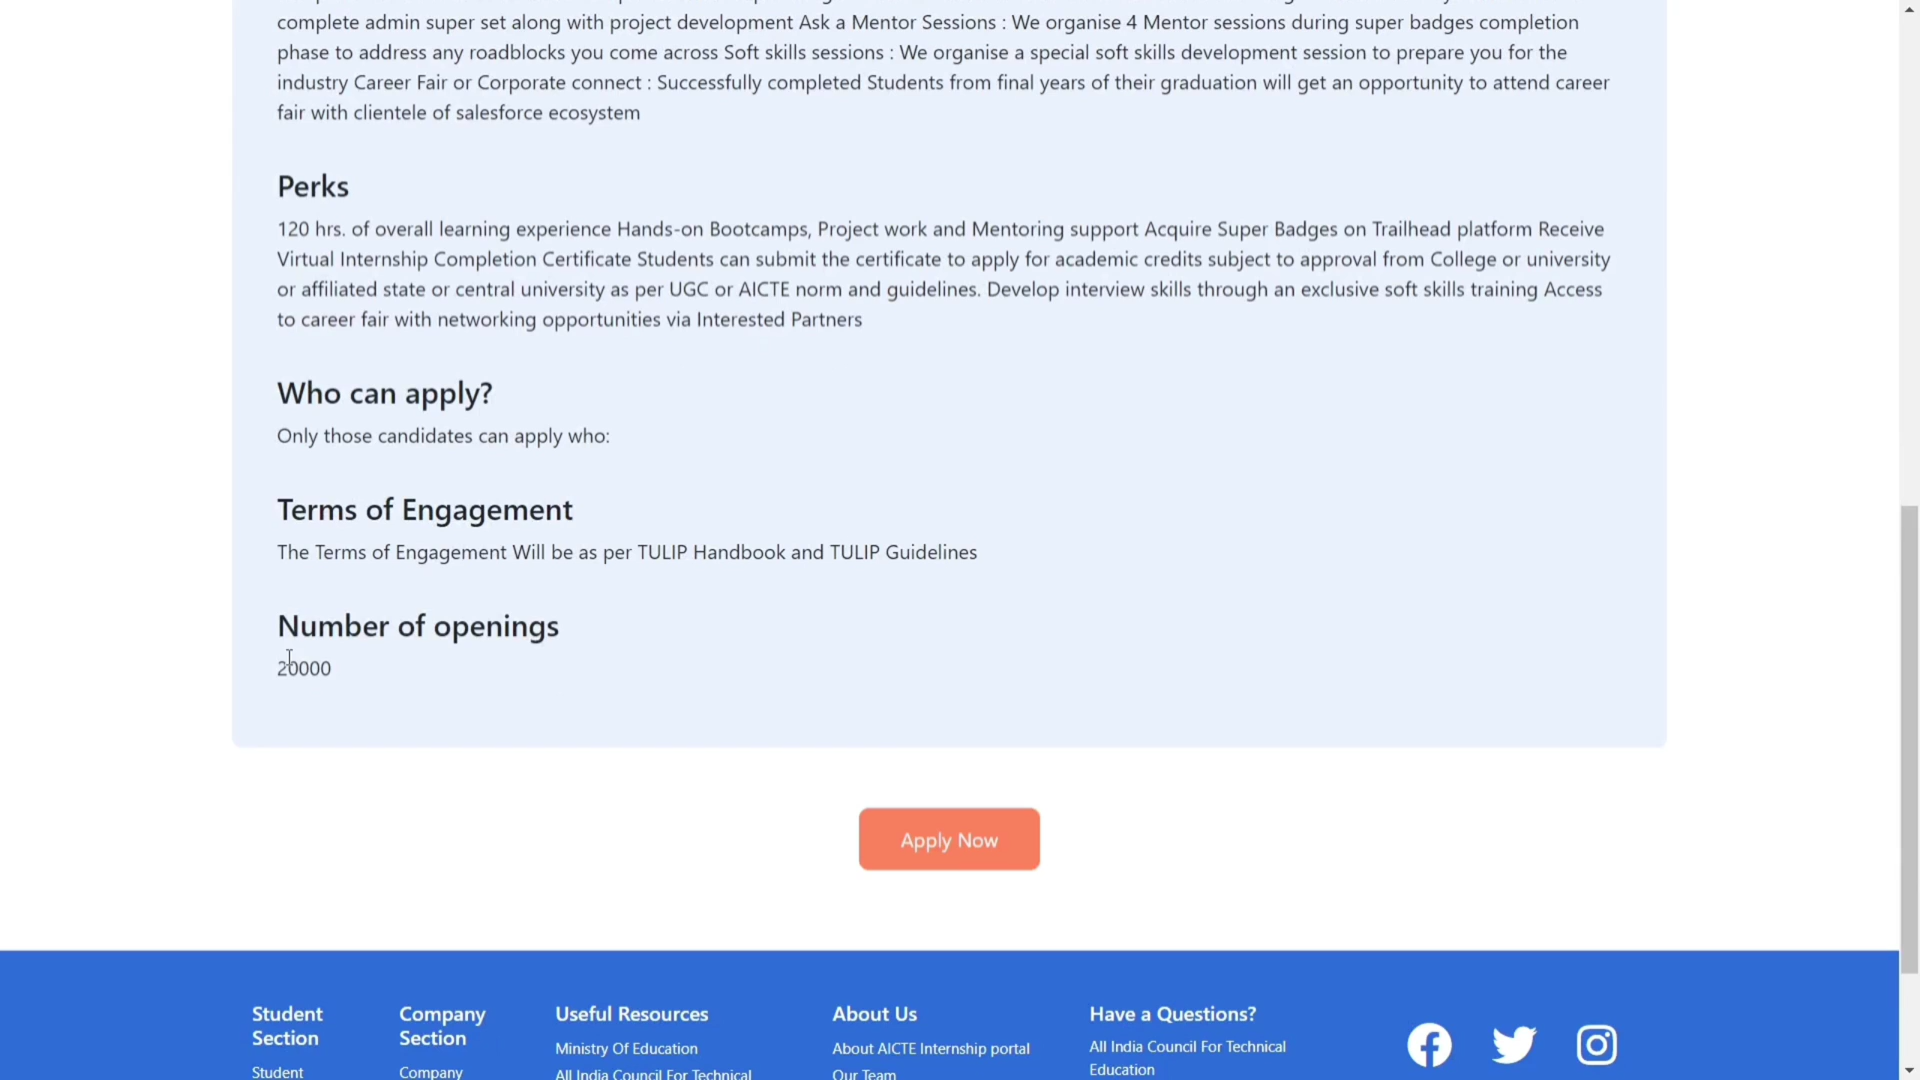 complete admin super set along with project development Ask a Mentor Sessions : We organise 4 Mentor sessions during super badges completion
phase to address any roadblocks you come across Soft skills sessions : We organise a special soft skills development session to prepare you for the
industry Career Fair or Corporate connect : Successfully completed Students from final years of their graduation will get an opportunity to attend career
fair with clientele of salesforce ecosystem
Perks
120 hrs. of overall learning experience Hands-on Bootcamps, Project work and Mentoring support Acquire Super Badges on Trailhead platform Receive
Virtual Internship Completion Certificate Students can submit the certificate to apply for academic credits subject to approval from College or university
or affiliated state or central university as per UGC or AICTE norm and guidelines. Develop interview skills through an exclusive soft skills training Access
to career fair with networking opportunities via Interested Partners
Who can apply?
Only those candidates can apply who:
Terms of Engagement
The Terms of Engagement Will be as per TULIP Handbook and TULIP Guidelines
Number of openings
20000
Apply Now
Student
Section
Student
Company
Section
Company
Useful Resources
Ministry Of Education
All India Council For Technical
About Us
About AICTE Internship portal
Our Team
Have a Questions?
All India Council For Technical
Education